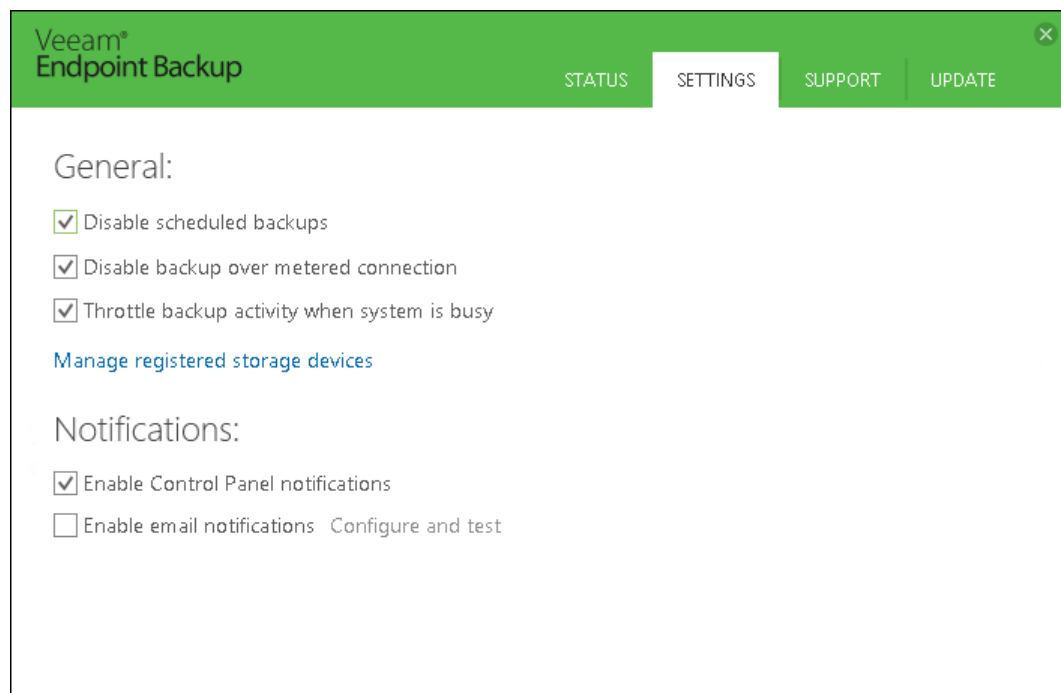 Veeam®
Endpoint Backup
STATUS SETTINGS SUPPORT UPDATE
General:
Disable scheduled backups
Disable backup over metered connection
Throttle backup activity when system is busy
Manage registered storage devices
Notifications:
Enable Control Panel notifications
Enable email notifications Configure and test